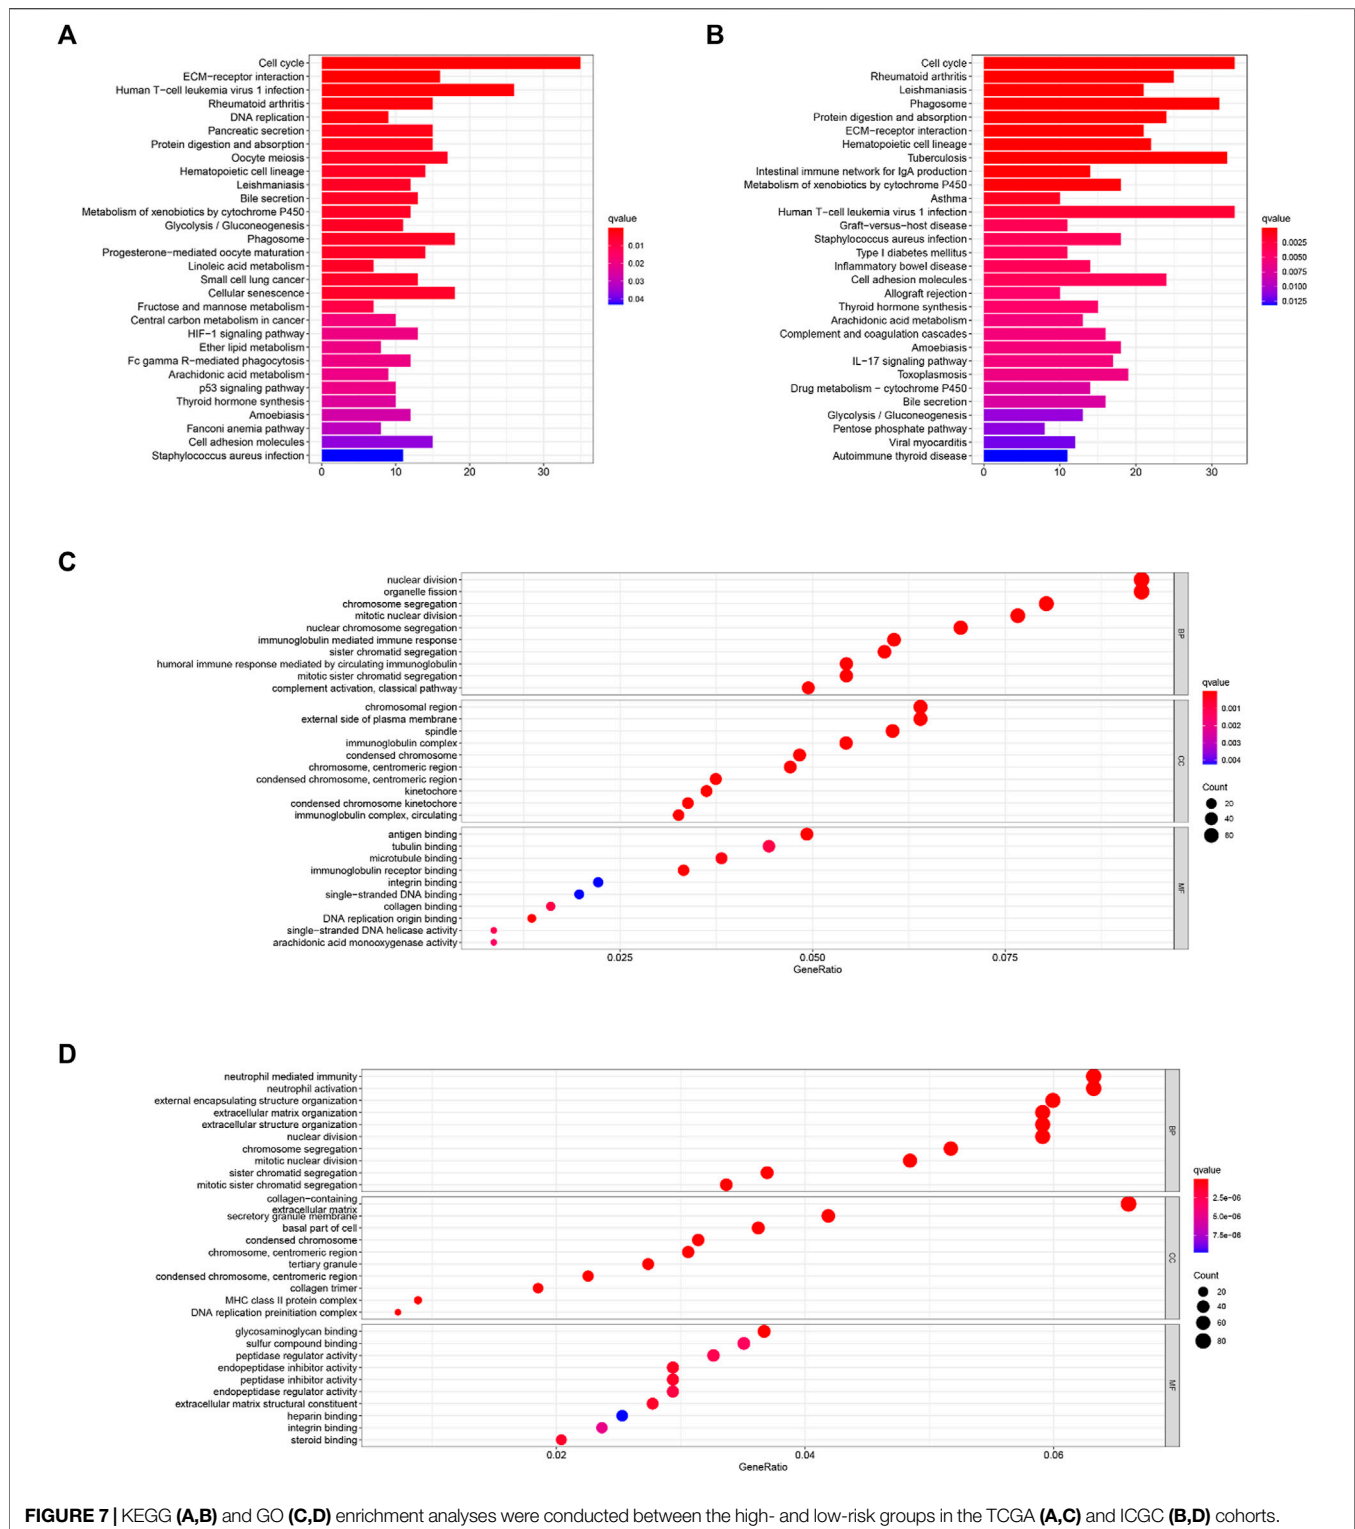 A
Cell cycle
ECM−receptor interaction
Human T−cell leukemia virus 1 infection
Rheumatoid arthritis
DNA replication
Pancreatic secretion
Protein digestion and absorption
Oocyte meiosis
Hematopoietic cell lineage
Leishmaniasis
Bile secretion
Metabolism of xenobiotics by cytochrome P450
Glycolysis / Gluconeogenesis
Phagosome
Progesterone−mediated oocyte maturation
Linoleic acid metabolism
Small cell lung cancer
Cellular senescence
Fructose and mannose metabolism
Central carbon metabolism in cancer
HIF−1 signaling pathway
Ether lipid metabolism
Fc gamma R−mediated phagocytosis
Arachidonic acid metabolism
p53 signaling pathway
Thyroid hormone synthesis
Amoebiasis
Fanconi anemia pathway
Cell adhesion molecules
Staphylococcus aureus infection
0 10 20 30
qvalue
0.01
0.02
0.03
0.04
B
Cell cycle
Rheumatoid arthritis
Leishmaniasis
Phagosome
Protein digestion and absorption
ECM−receptor interaction
Hematopoietic cell lineage
Tuberculosis
Intestinal immune network for IgA production
Metabolism of xenobiotics by cytochrome P450
Asthma
Human T−cell leukemia virus 1 infection
Graft−versus−host disease
Staphylococcus aureus infection
Type I diabetes mellitus
Inflammatory bowel disease
Cell adhesion molecules
Allograft rejection
Thyroid hormone synthesis
Arachidonic acid metabolism
Complement and coagulation cascades
Amoebiasis
IL−17 signaling pathway
Toxoplasmosis
Drug metabolism − cytochrome P450
Bile secretion
Glycolysis / Gluconeogenesis
Pentose phosphate pathway
Viral myocarditis
Autoimmune thyroid disease
0 10 20 30
qvalue
0.0025
0.0050
0.0075
0.0100
0.0125
C
nuclear division
organelle fission
chromosome segregation
mitotic nuclear division
nuclear chromosome segregation
immunoglobulin mediated immune response
sister chromatid segregation
humoral immune response mediated by circulating immunoglobulin
mitotic sister chromatid segregation
complement activation, classical pathway
BP
chromosomal region
external side of plasma membrane
spindle
immunoglobulin complex
condensed chromosome
chromosome, centromeric region
condensed chromosome, centromeric region
kinetochore
condensed chromosome kinetochore
immunoglobulin complex, circulating
CC
antigen binding
tubulin binding
microtubule binding
immunoglobulin receptor binding
integrin binding
single−stranded DNA binding
collagen binding
DNA replication origin binding
single−stranded DNA helicase activity
arachidonic acid monooxygenase activity
MF
0.025 0.050 0.075
GeneRatio
qvalue
0.001
0.002
0.003
0.004
Count
20
40
60
D
neutrophil mediated immunity
neutrophil activation
external encapsulating structure organization
extracellular matrix organization
extracellular structure organization
nuclear division
chromosome segregation
mitotic nuclear division
sister chromatid segregation
mitotic sister chromatid segregation
BP
collagen−containing
extracellular matrix
secretory granule membrane
basal part of cell
condensed chromosome
chromosome, centromeric region
tertiary granule
condensed chromosome, centromeric region
collagen trimer
MHC class II protein complex
DNA replication preinitiation complex
CC
glycosaminoglycan binding
sulfur compound binding
peptidase regulator activity
endopeptidase inhibitor activity
peptidase inhibitor activity
endopeptidase regulator activity
extracellular matrix structural constituent
heparin binding
integrin binding
steroid binding
MF
0.02 0.04 0.06
GeneRatio
qvalue
2.5e−06
5.0e−06
7.5e−06
Count
20
40
60
80
FIGURE 7 | KEGG (A,B) and GO (C,D) enrichment analyses were conducted between the high- and low-risk groups in the TCGA (A,C) and ICGC (B,D) cohorts.